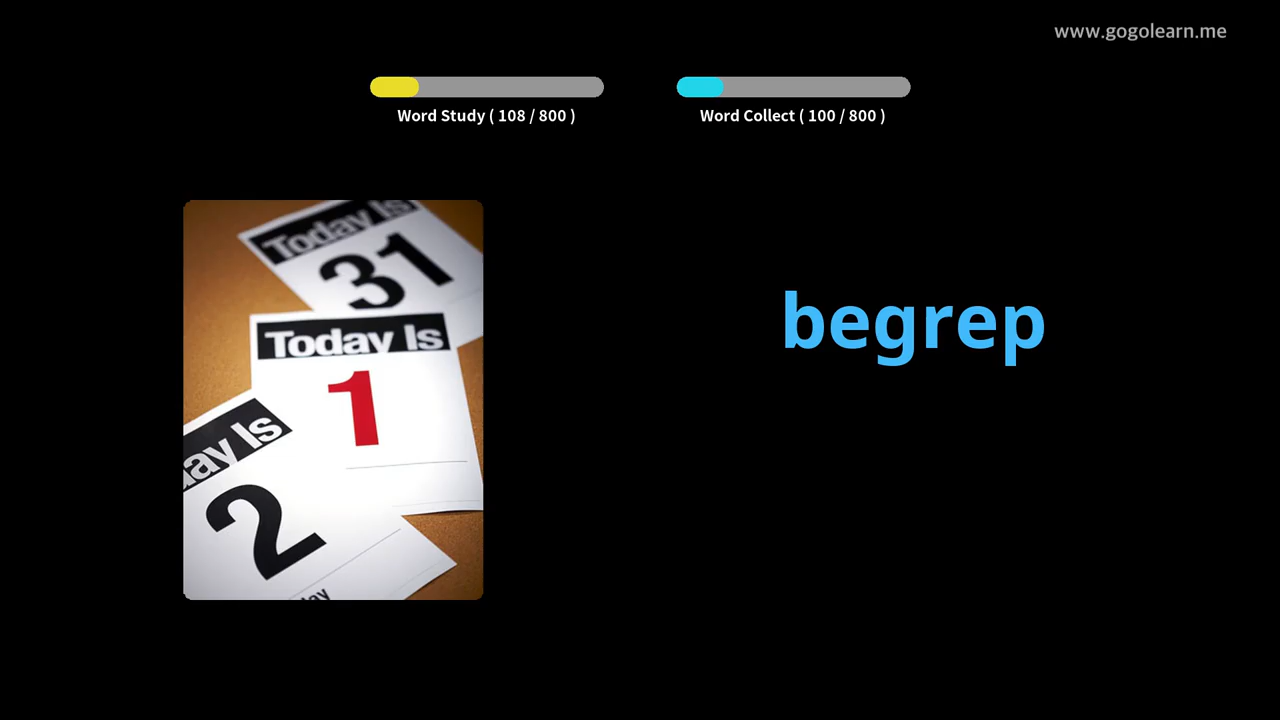 www.gogolearn.me
Word Study ( 108 / 800 )
Word Collect ( 100 / 800 )
Today Is
31
Today Is
1
ay Is
2
day
begrep